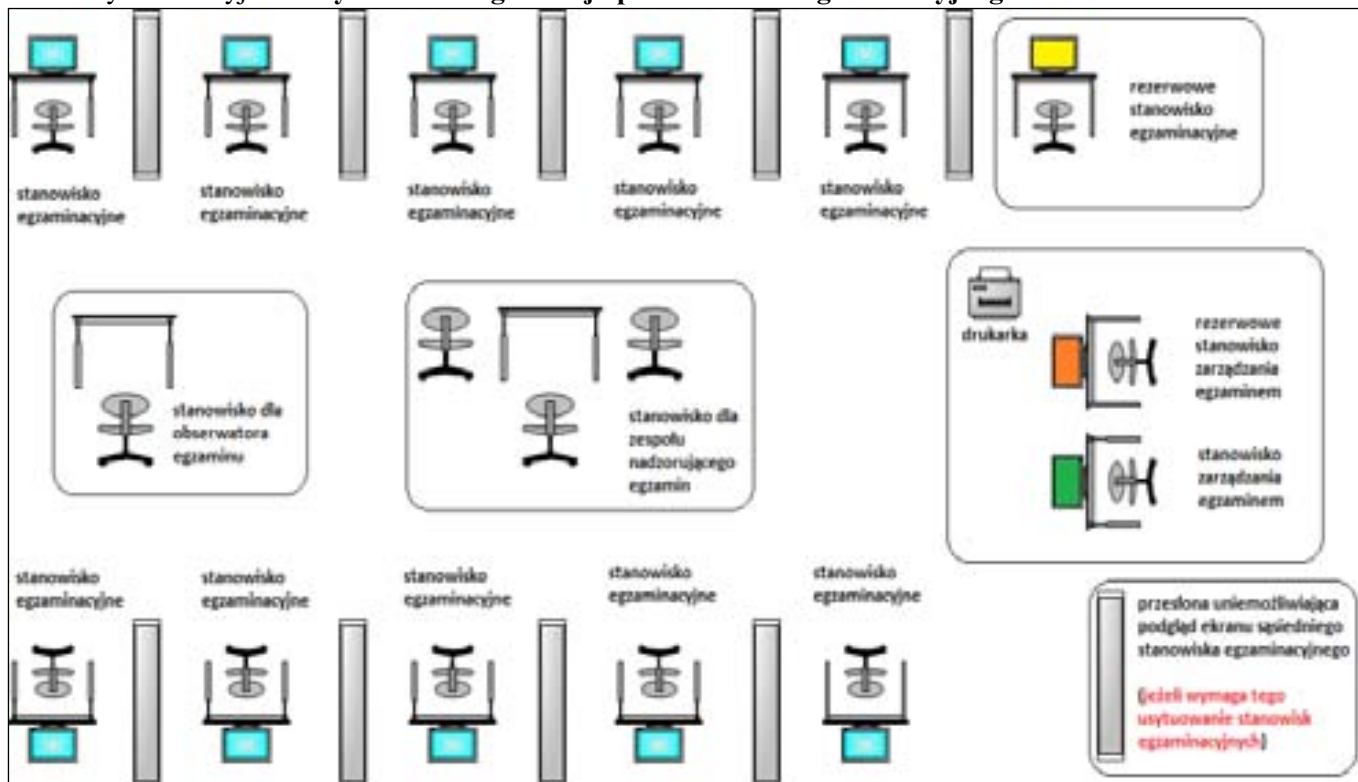 stanowisko
egzaminacyjne
stanowisko
egzaminacyjne
stanowisko
egzaminacyjne
stanowisko
egzaminacyjne
stanowisko
egzaminacyjne
rezerwowe
stanowisko
egzaminacyjne
stanowisko dla
obserwatora
egzaminu
stanowisko dla
zespołu
nadzorującego
egzamin
drukarka
rezerwowe
stanowisko
zarządzania
egzaminem
stanowisko
zarządzania
egzaminem
stanowisko
egzaminacyjne
stanowisko
egzaminacyjne
stanowisko
egzaminacyjne
stanowisko
egzaminacyjne
stanowisko
egzaminacyjne
przesłona uniemożliwiająca
podgląd ekranu sąsiedniego
stanowiska egzaminacyjnego
(jeżeli wymaga tego
usytuowanie stanowisk
egzaminacyjnych)